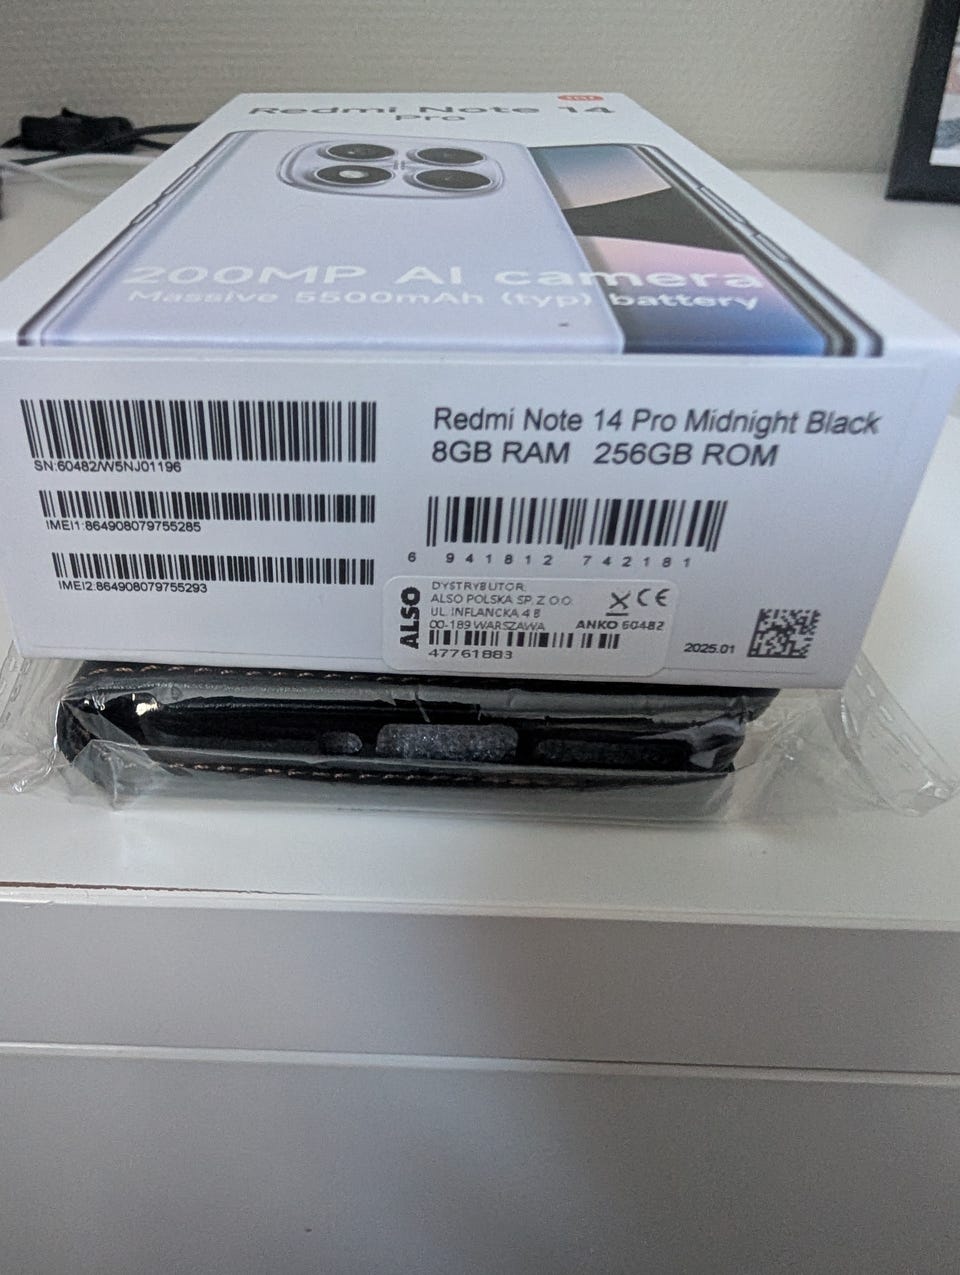 Redmi Note 14
Pro
200MP AI camera
Massive 5500mAh (typ) battery
SN:60482/W5NJ01196
IMEI1:864908079755285
IMEI2:864908079755293
Redmi Note 14 Pro Midnight Black
8GB RAM 256GB ROM
6 941812 742181
ALSO
DYSTRYBUTOR:
ALSO POLSKA SP. Z O.O.
UL. INFLANCKA 4 B
00-189 WARSZAWA
CE
ANKO 60482
47761883
2025.01